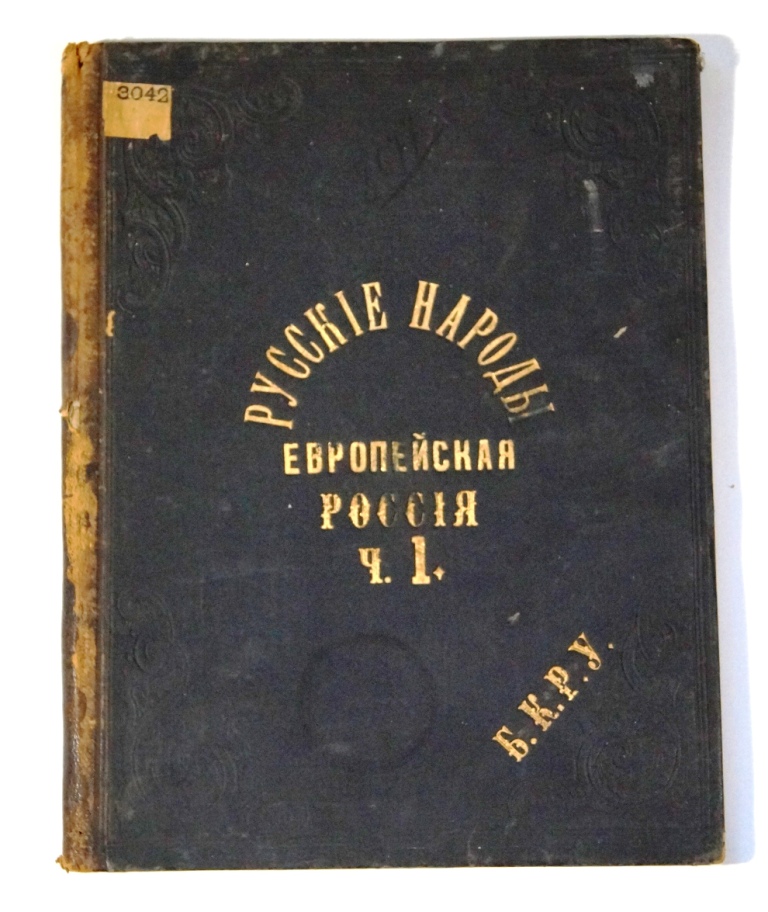 3042
РУССКІЕ НАРОДЫ
ЕВРОПЕЙСКАЯ
РОССІЯ
Ч. 1.
Б. К. Р. У.